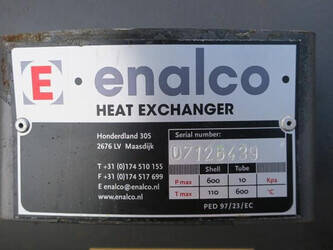 E enalco
HEAT EXCHANGER
Honderdland 305
2676 LV Maasdijk
T +31 (0)174 510 155
F +31 (0)174 517 699
E enalco@enalco.nl
www.enalco.nl
Serial number:
07126439
Shell Tube
P max 600 10 Kpa
T max 110 600 °C
PED 97/23/EC